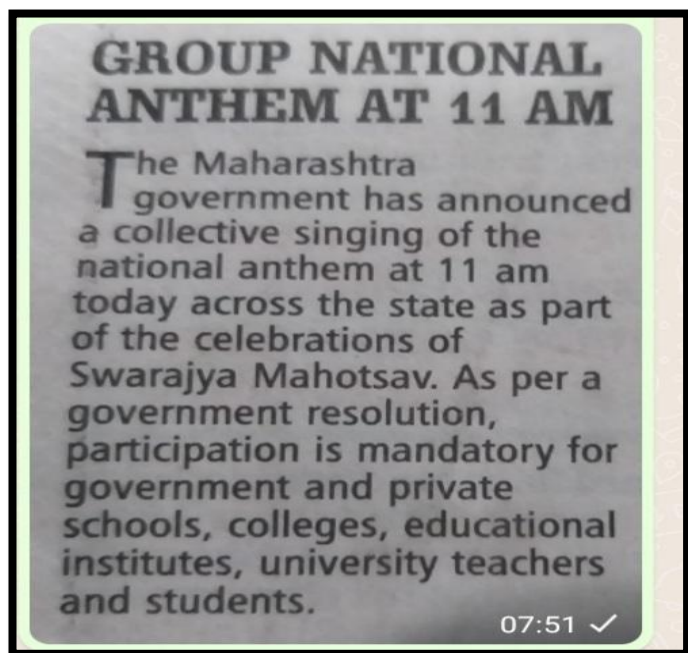 GROUP NATIONAL
ANTHEM AT 11 AM
The Maharashtra
government has announced
a collective singing of the
national anthem at 11 am
today across the state as part
of the celebrations of
Swarajya Mahotsav. As per a
government resolution,
participation is mandatory for
government and private
schools, colleges, educational
institutes, university teachers
and students.
07:51